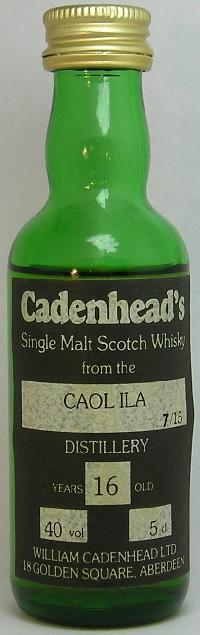 Cadenhead's
Single Malt Scotch Whisky
from the
CAOL ILA
7/15
DISTILLERY
YEARS 16 OLD
40 vol 5 cl
WILLIAM CADENHEAD LTD
18 GOLDEN SQUARE, ABERDEEN